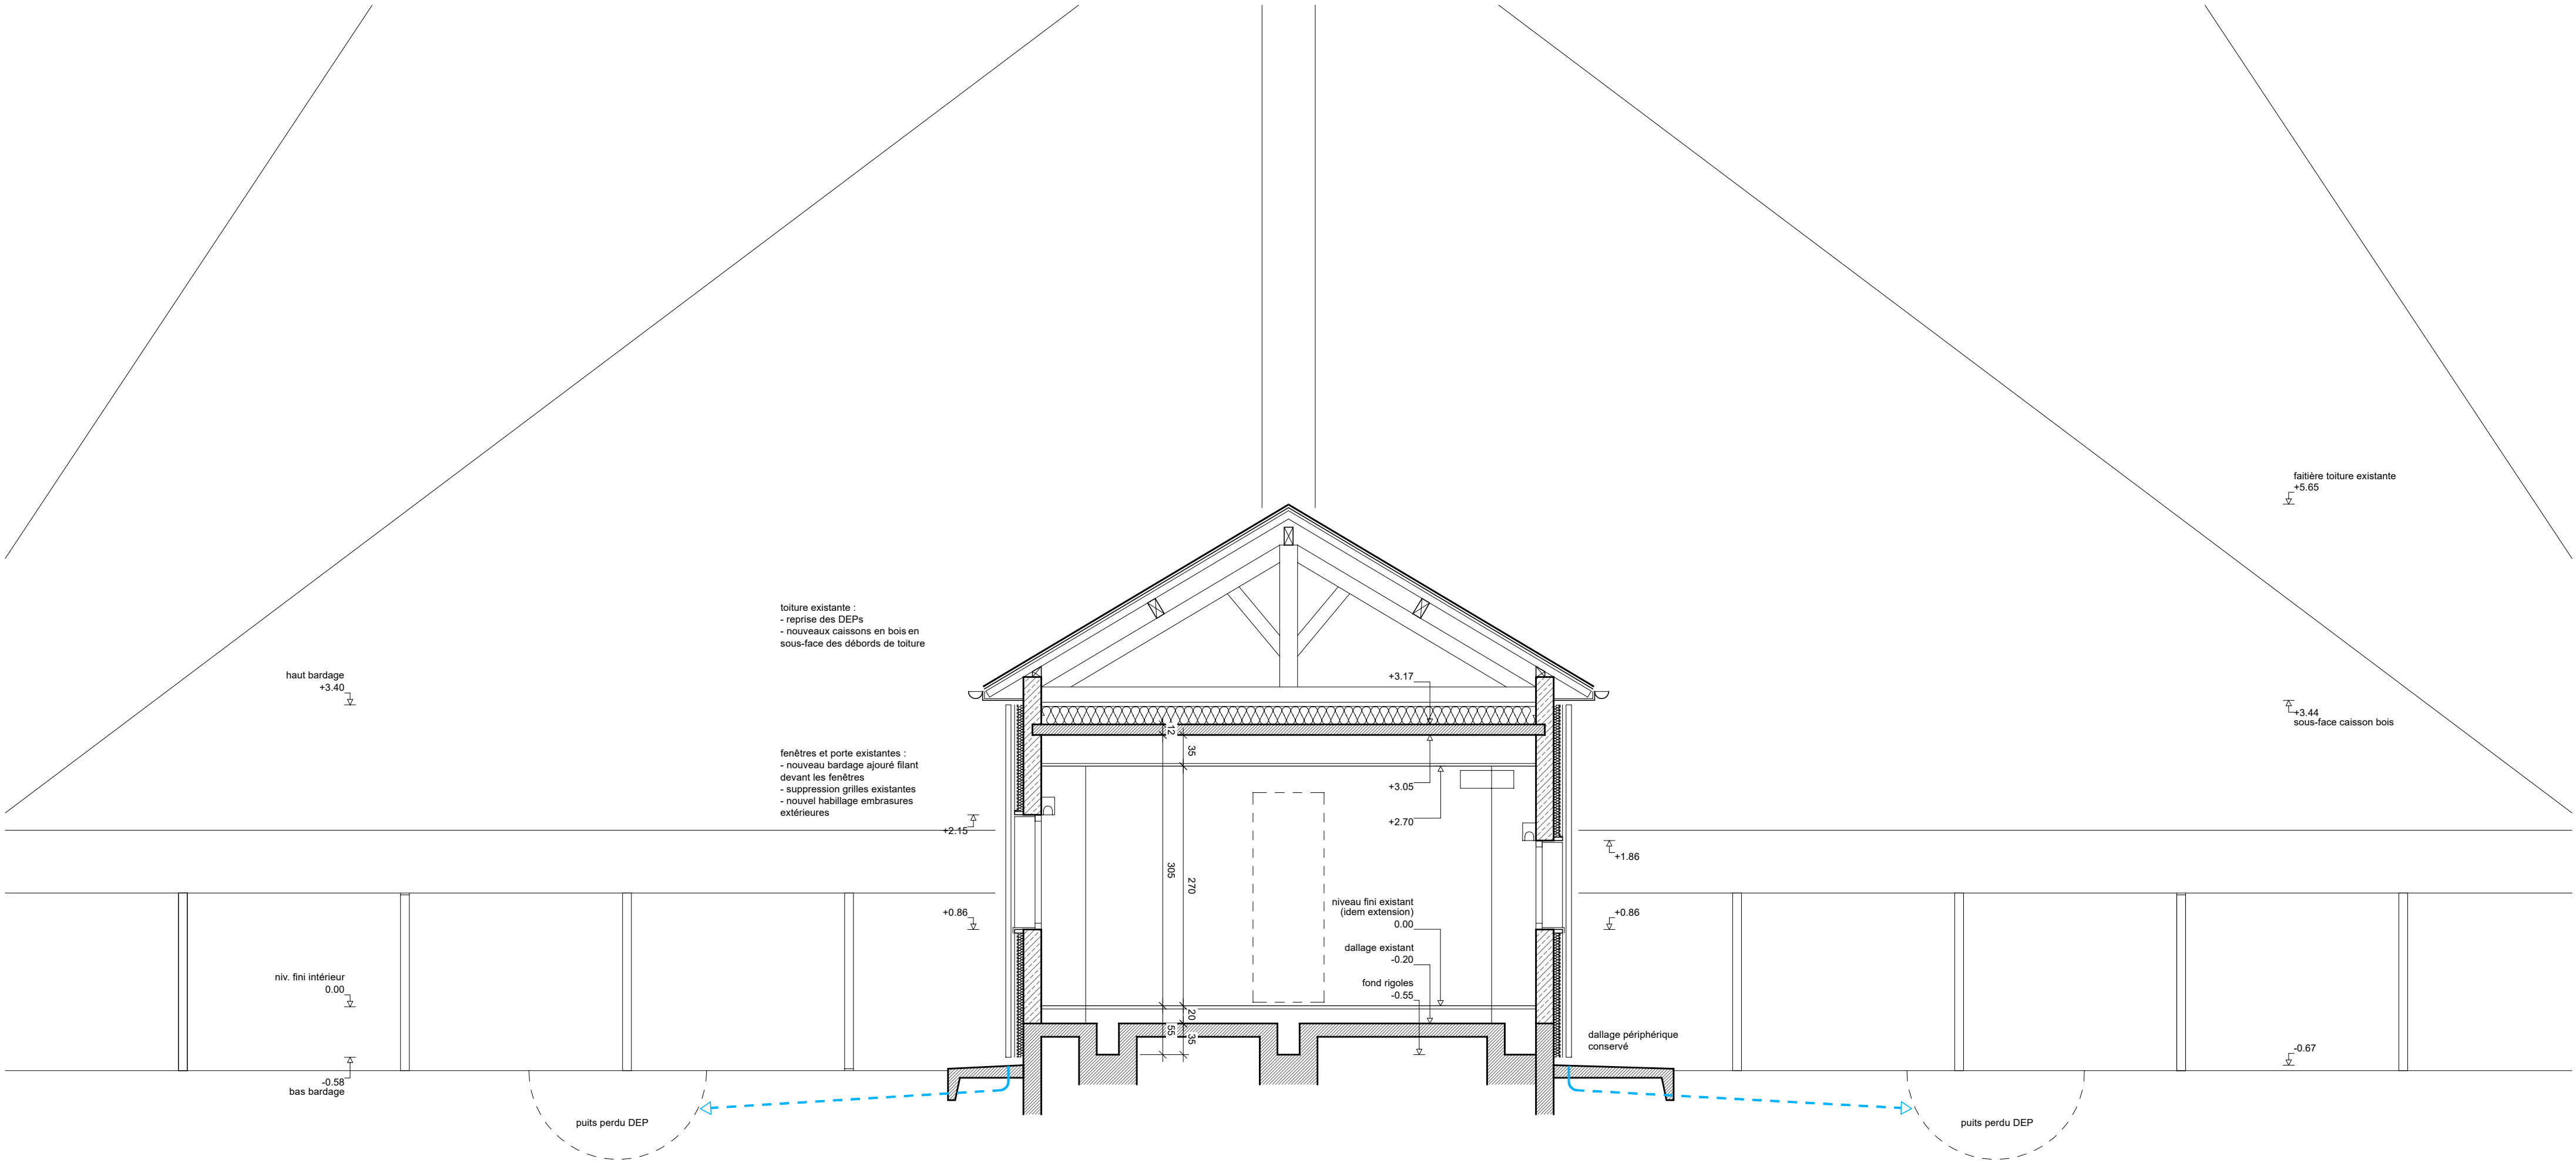 faitière toiture existante
+5.65
toiture existante :
- reprise des DEPs
- nouveaux caissons en bois en
sous-face des débords de toiture
haut bardage
+3.40
+3.17
+3.44
sous-face caisson bois
12
35
fenêtres et porte existantes :
- nouveau bardage ajouré filant
devant les fenêtres
- suppression grilles existantes
- nouvel habillage embrasures
extérieures
+3.05
+2.70
+2.15
+1.86
305
270
+0.86
niveau fini existant
(idem extension)
0.00
+0.86
dallage existant
-0.20
niv. fini intérieur
0.00
fond rigoles
-0.55
20
55
35
dallage périphérique
conservé
-0.67
-0.58
bas bardage
puits perdu DEP
puits perdu DEP